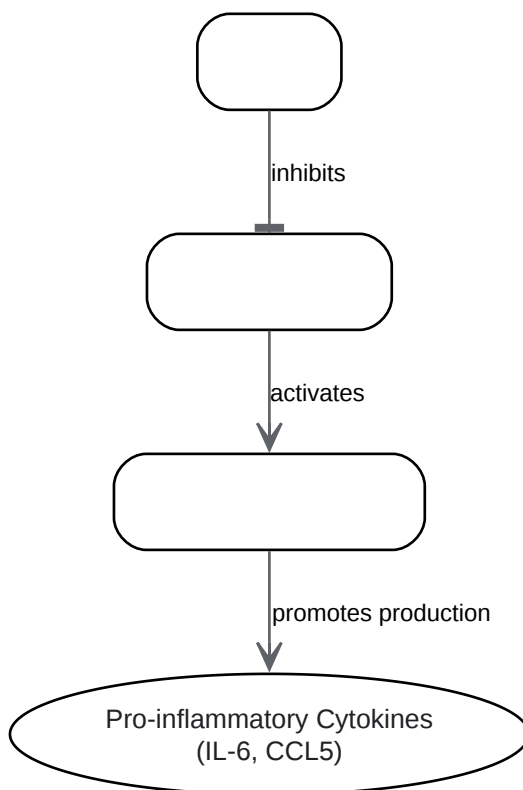 inhibits
activates
promotes production
Pro-inflammatory Cytokines
(IL-6, CCL5)